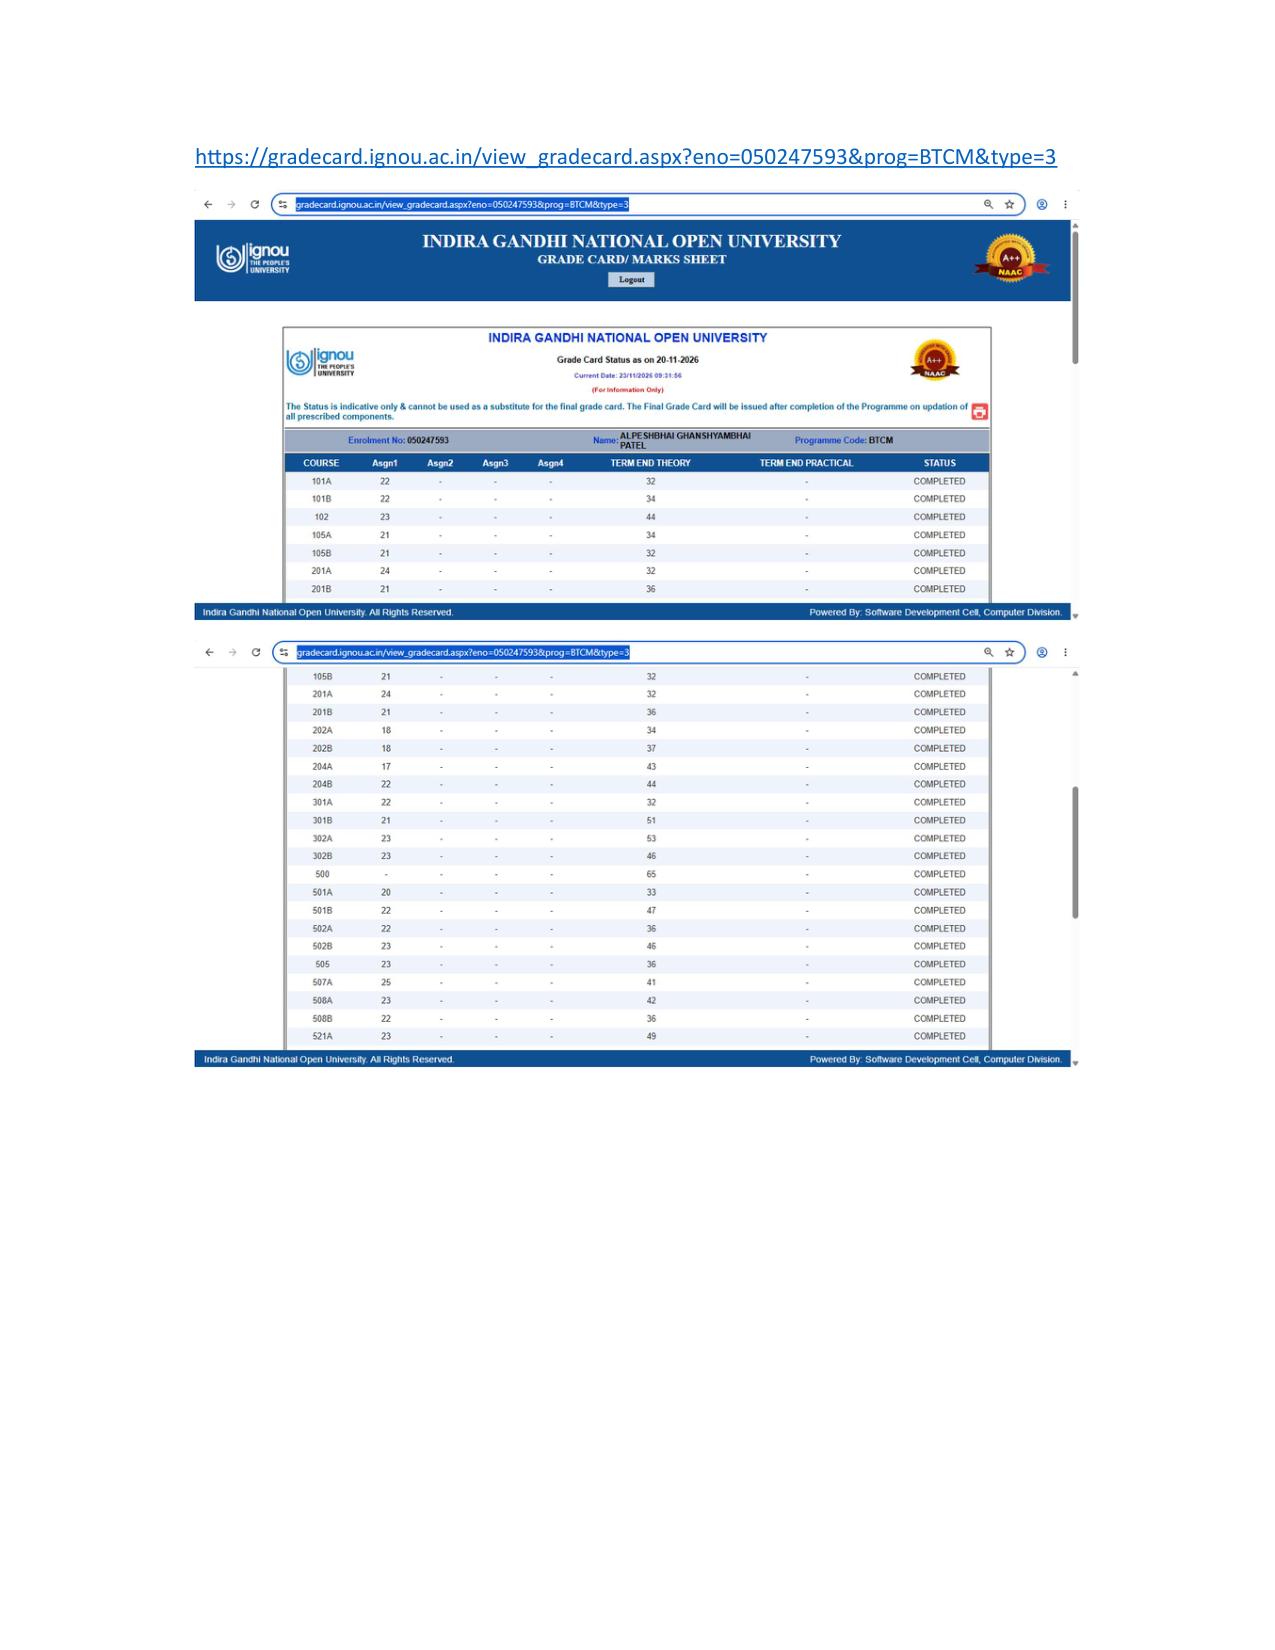 https://gradecard.ignou.ac.in/view_gradecard.aspx?eno=050247593&prog=BTCM&type=3
gradecard.ignou.ac.in/view_gradecard.aspx?eno=050247593&prog=BTCM&type=3
ignou
THE PEOPLE'S
UNIVERSITY
INDIRA GANDHI NATIONAL OPEN UNIVERSITY
GRADE CARD/ MARKS SHEET
Logout
A++
NAAC
ignou
THE PEOPLE'S
UNIVERSITY
INDIRA GANDHI NATIONAL OPEN UNIVERSITY
Grade Card Status as on 20-11-2026
Current Date: 23/11/2026 09:31:56
(For Information Only)
A++
NAAC
The Status is indicative only & cannot be used as a substitute for the final grade card. The Final Grade Card will be issued after completion of the Programme on updation of
all prescribed components.
Enrolment No: 050247593 Name: ALPESHBHAI GHANSHYAMBHAI PATEL Programme Code: BTCM
COURSE Asgn1 Asgn2 Asgn3 Asgn4 TERM END THEORY TERM END PRACTICAL STATUS
101A 22 - - - 32 - COMPLETED
101B 22 - - - 34 - COMPLETED
102 23 - - - 44 - COMPLETED
105A 21 - - - 34 - COMPLETED
105B 21 - - - 32 - COMPLETED
201A 24 - - - 32 - COMPLETED
201B 21 - - - 36 - COMPLETED
Indira Gandhi National Open University. All Rights Reserved. Powered By: Software Development Cell, Computer Division.
gradecard.ignou.ac.in/view_gradecard.aspx?eno=050247593&prog=BTCM&type=3
105B 21 - - - 32 - COMPLETED
201A 24 - - - 32 - COMPLETED
201B 21 - - - 36 - COMPLETED
202A 18 - - - 34 - COMPLETED
202B 18 - - - 37 - COMPLETED
204A 17 - - - 43 - COMPLETED
204B 22 - - - 44 - COMPLETED
301A 22 - - - 32 - COMPLETED
301B 21 - - - 51 - COMPLETED
302A 23 - - - 53 - COMPLETED
302B 23 - - - 46 - COMPLETED
500 - - - - 65 - COMPLETED
501A 20 - - - 33 - COMPLETED
501B 22 - - - 47 - COMPLETED
502A 22 - - - 36 - COMPLETED
502B 23 - - - 46 - COMPLETED
505 23 - - - 36 - COMPLETED
507A 25 - - - 41 - COMPLETED
508A 23 - - - 42 - COMPLETED
508B 22 - - - 36 - COMPLETED
521A 23 - - - 49 - COMPLETED
Indira Gandhi National Open University. All Rights Reserved. Powered By: Software Development Cell, Computer Division.